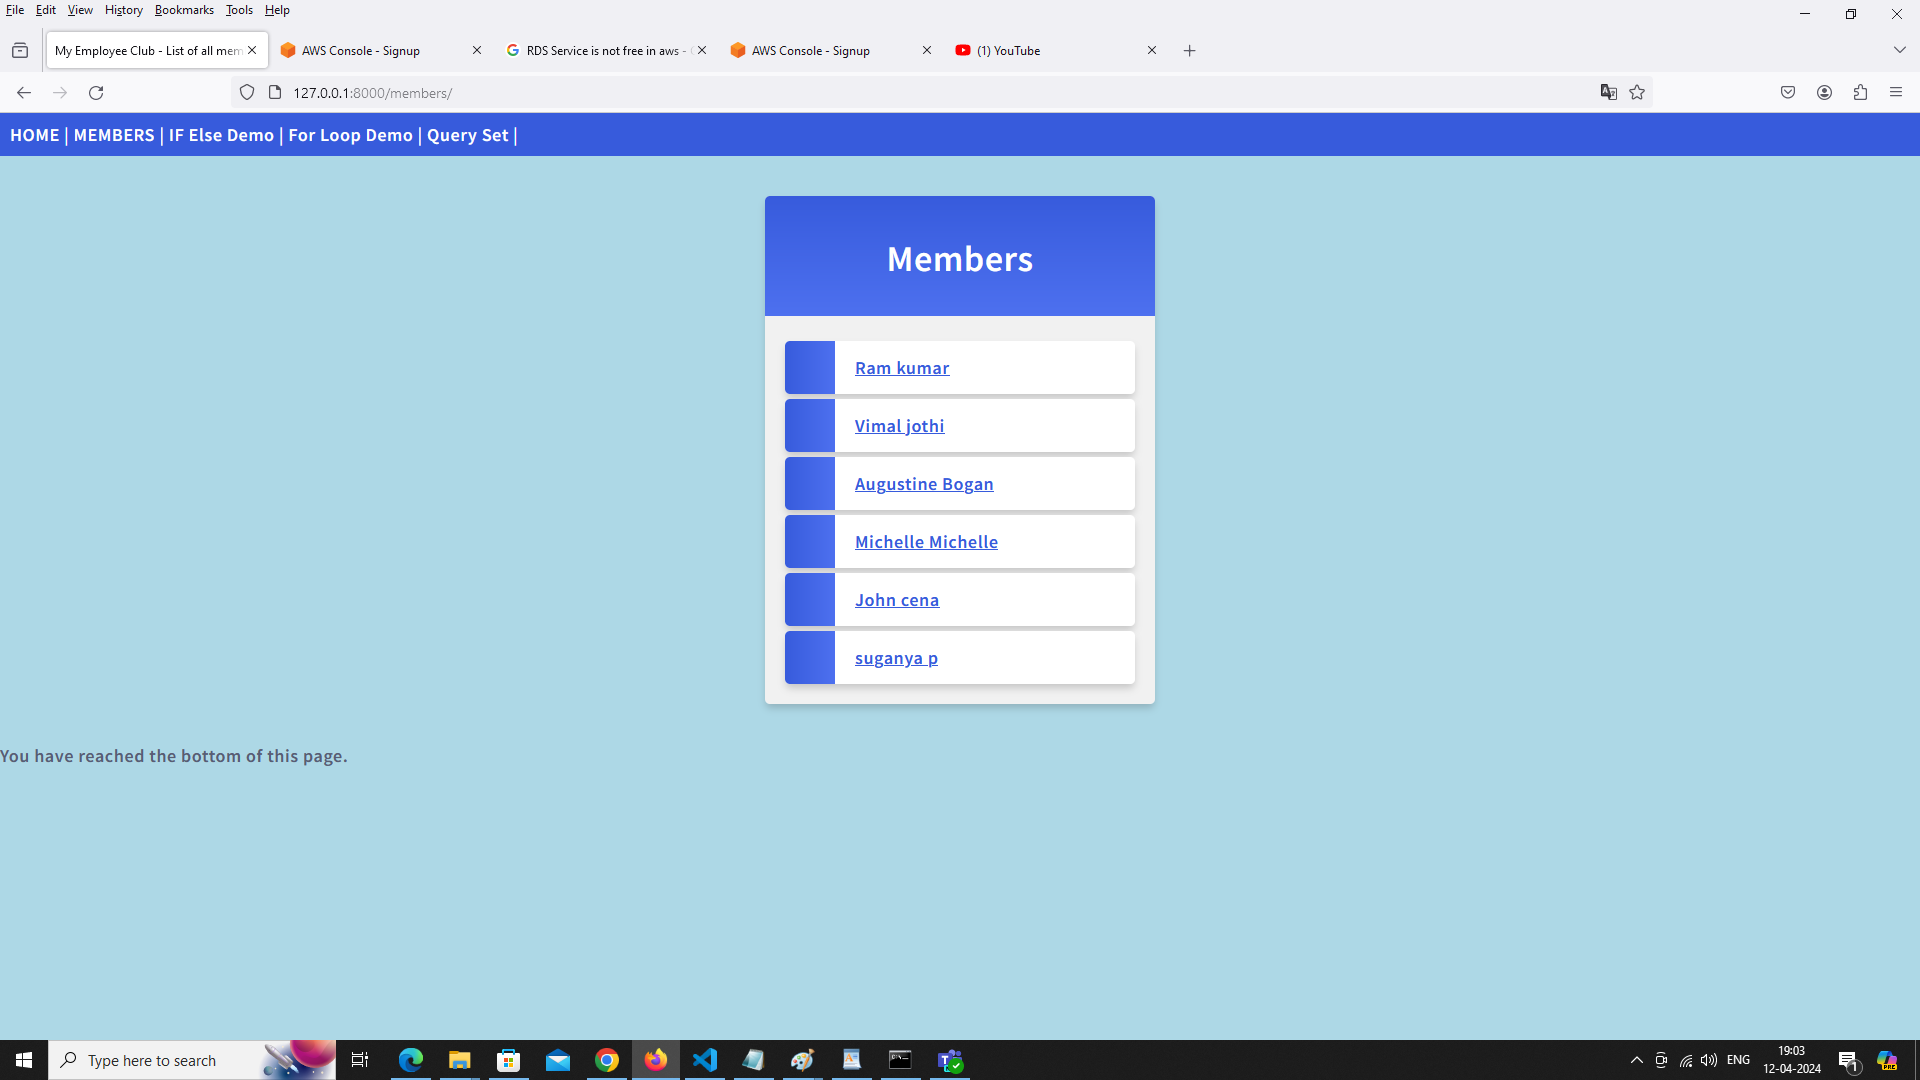 File Edit View History Bookmarks Tools Help
My Employee Club - List of all mem
AWS Console - Signup
RDS Service is not free in aws -
AWS Console - Signup
(1) YouTube
127.0.0.1:8000/members/
HOME | MEMBERS | IF Else Demo | For Loop Demo | Query Set |
Members
Ram kumar
Vimal jothi
Augustine Bogan
Michelle Michelle
John cena
suganya p
You have reached the bottom of this page.
Type here to search
ENG
19:03
12-04-2024
1
PRE